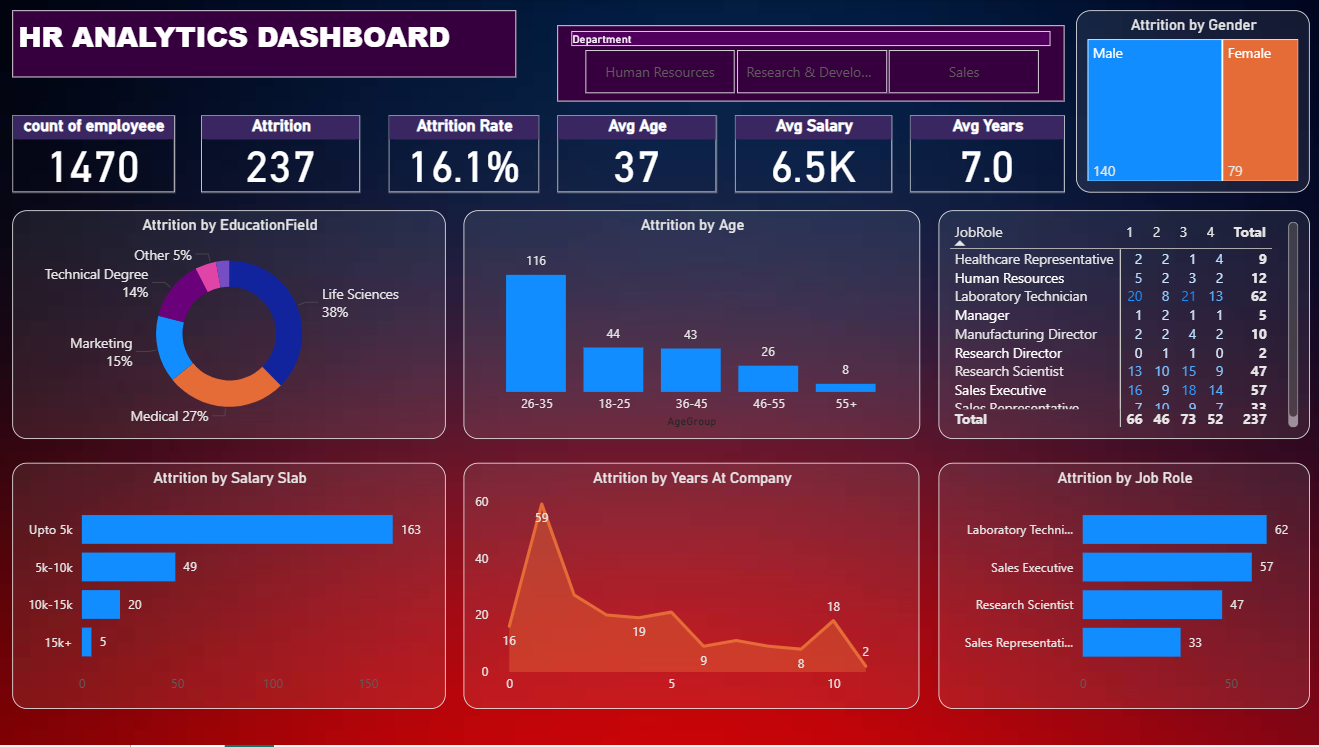 HR ANALYTICS DASHBOARD
Department
Human Resources
Research & Develo...
Sales
Attrition by Gender
Male
Female
140
79
count of employeee
1470
Attrition
237
Attrition Rate
16.1%
Avg Age
37
Avg Salary
6.5K
Avg Years
7.0
Attrition by EducationField
Other 5%
Technical Degree
14%
Life Sciences
38%
Marketing
15%
Medical 27%
Attrition by Age
116
44
43
26
8
26-35 18-25 36-45 46-55 55+
AgeGroup
JobRole 1 2 3 4 Total
Healthcare Representative 2 2 1 4 9
Human Resources 5 2 3 2 12
Laboratory Technician 20 8 21 13 62
Manager 1 2 1 1 5
Manufacturing Director 2 2 4 2 10
Research Director 0 1 1 0 2
Research Scientist 13 10 15 9 47
Sales Executive 16 9 18 14 57
Sales Representative 7 10 9 7 33
Total 66 46 73 52 237
Attrition by Salary Slab
Upto 5k 163
5k-10k 49
10k-15k 20
15k+ 5
0 50 100 150
Attrition by Years At Company
60
40
20
0
16
59
19
9
8
18
2
0 5 10
Attrition by Job Role
Laboratory Techni... 62
Sales Executive 57
Research Scientist 47
Sales Representati... 33
0 50